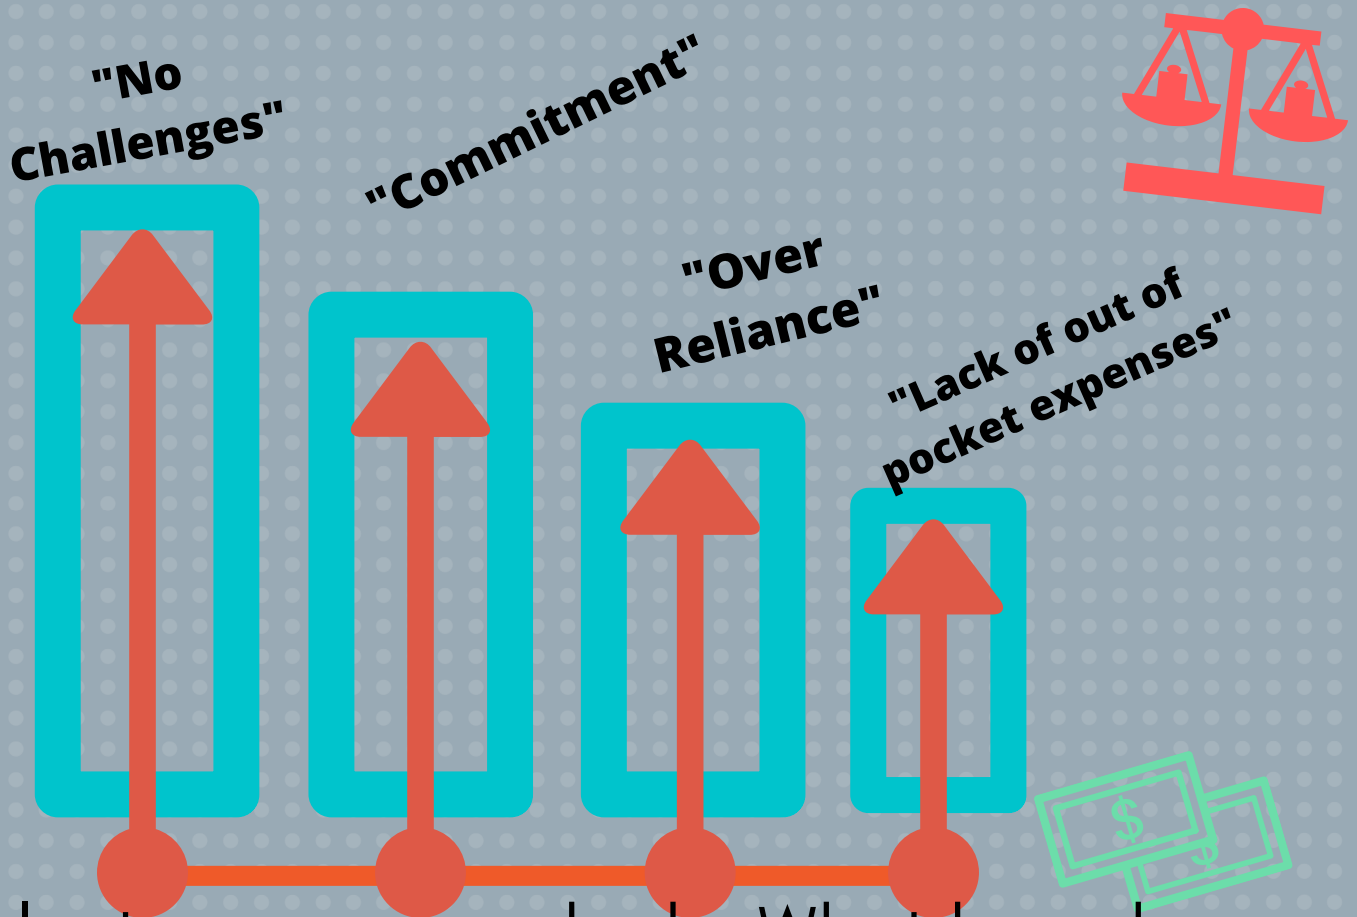 "No
Challenges"
"Commitment"
"Over
Reliance"
"Lack of out of
pocket expenses"
$
$